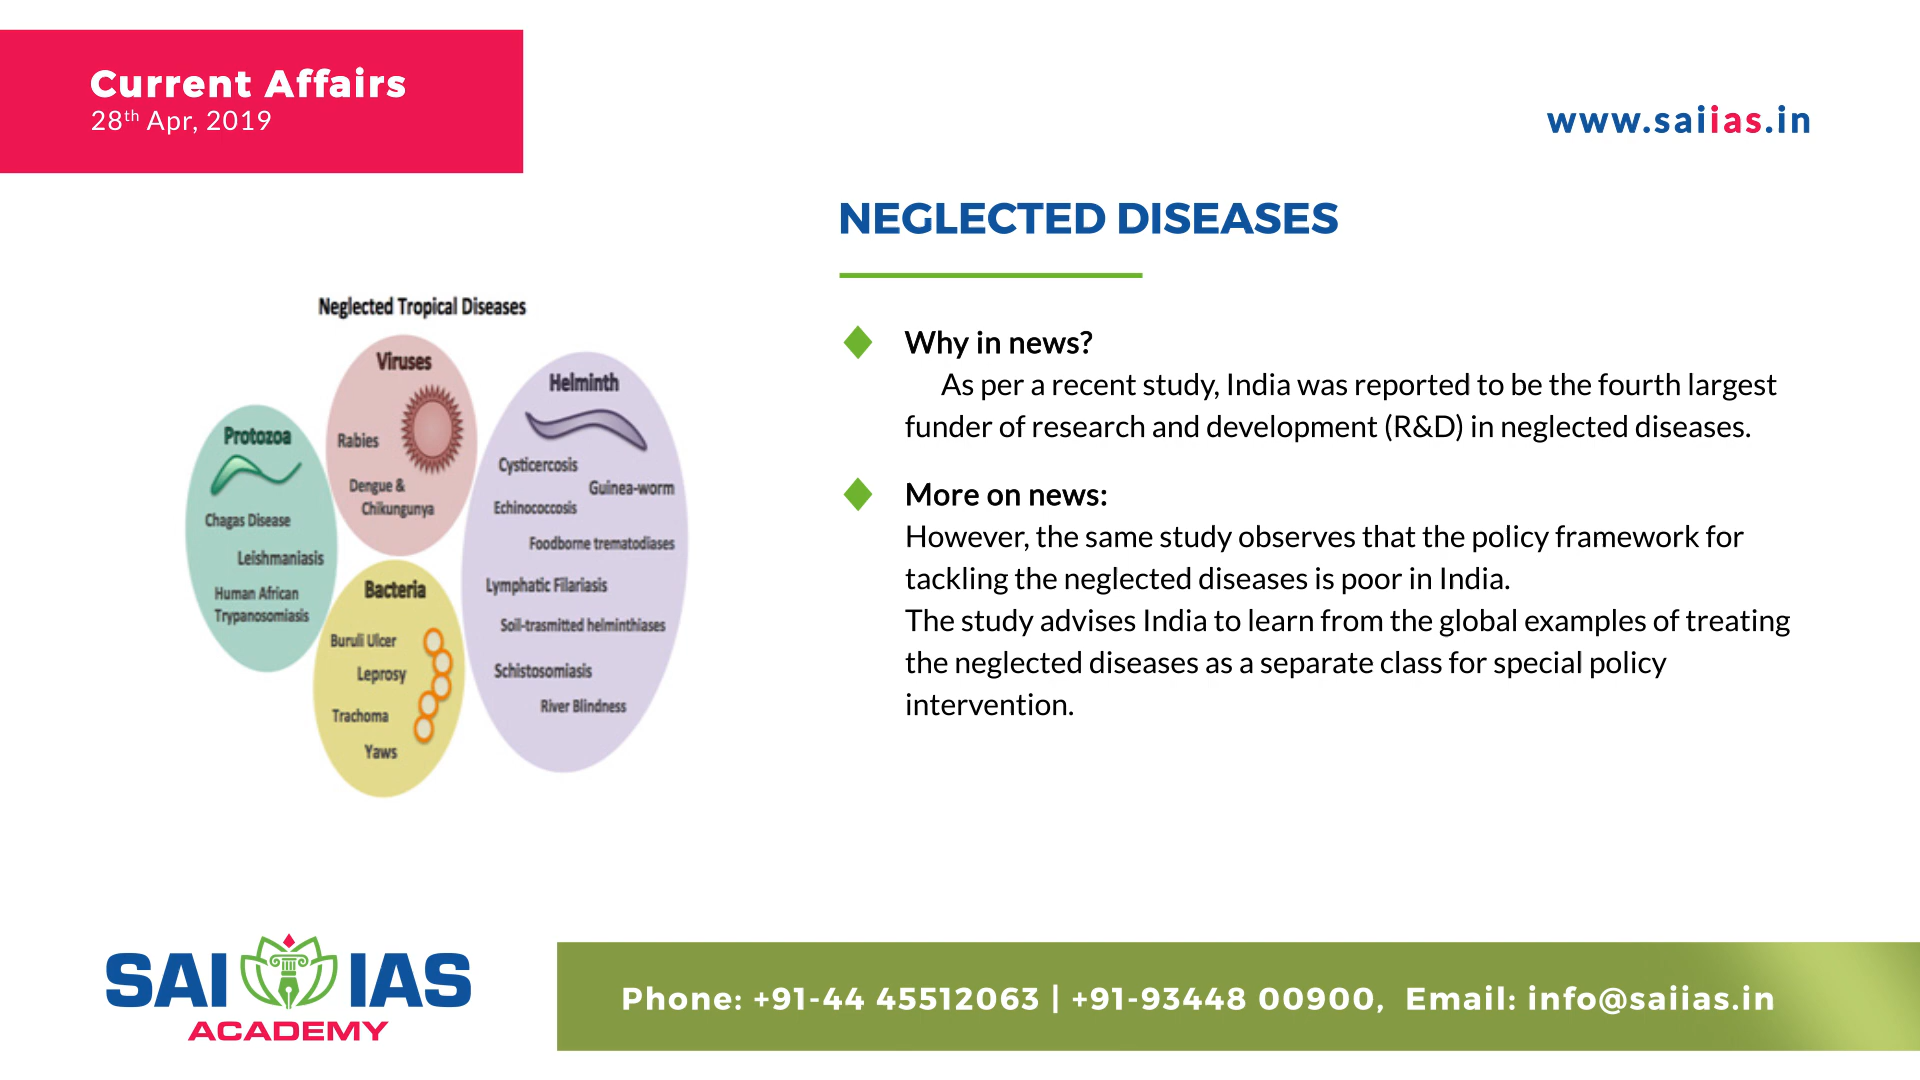 Current Affairs
28th Apr, 2019
www.saiias.in
NEGLECTED DISEASES
Neglected Tropical Diseases
Viruses
Rabies
Dengue &
Chikungunya
Helminth
Cysticercosis
Guinea-worm
Echinococcosis
Foodborne trematodiases
Lymphatic Filariasis
Soil-trasmitted helminthiases
Schistosomiasis
River Blindness
Protozoa
Chagas Disease
Leishmaniasis
Human African
Trypanosomiasis
Bacteria
Buruli Ulcer
Leprosy
Trachoma
Yaws
Why in news?
As per a recent study, India was reported to be the fourth largest
funder of research and development (R&D) in neglected diseases.
More on news:
However, the same study observes that the policy framework for
tackling the neglected diseases is poor in India.
The study advises India to learn from the global examples of treating
the neglected diseases as a separate class for special policy
intervention.
SAI IAS
ACADEMY
Phone: +91-44 45512063 | +91-93448 00900, Email: info@saiias.in